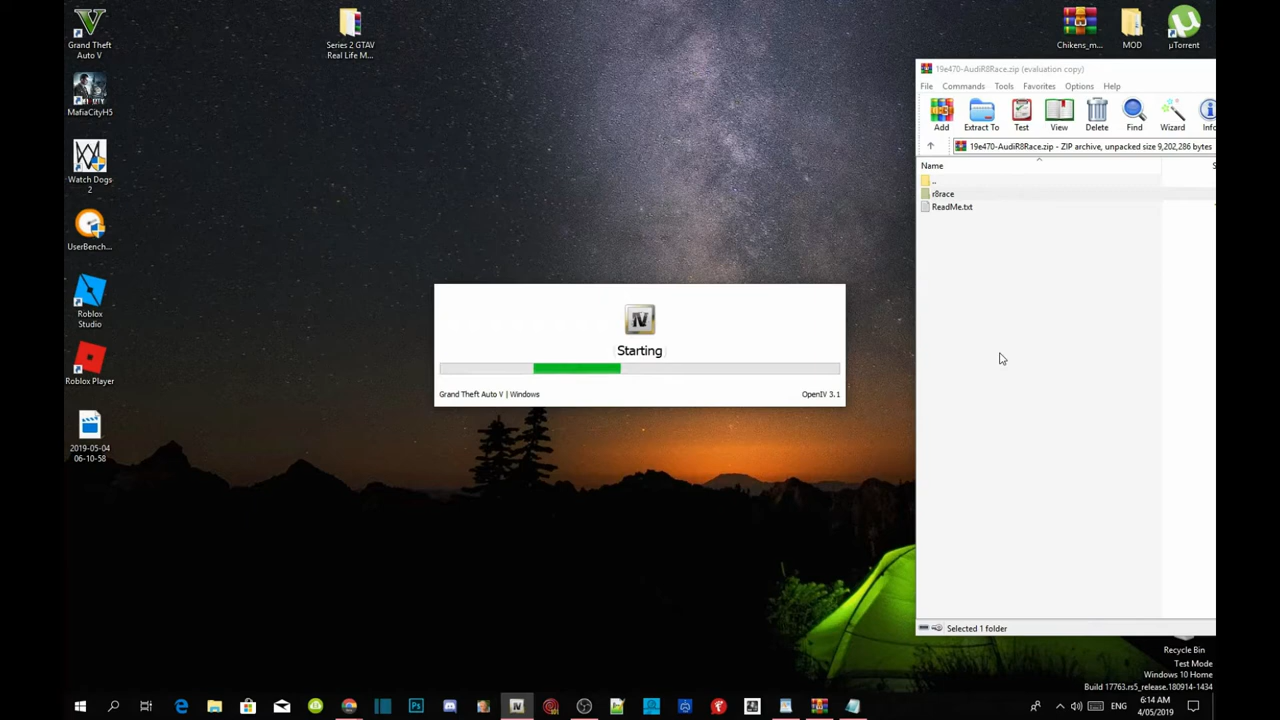 Grand Theft
Auto V
MafiaCityH5
Watch Dogs
2
UserBench...
Roblox
Studio
Roblox Player
2019-05-04
06-10-58
Series 2 GTAV
Real Life M...
Chikens_m...
MOD
µTorrent
19e470-AudiR8Race.zip (evaluation copy)
File Commands Tools Favorites Options Help
Add Extract To Test View Delete Find Wizard Info
19e470-AudiR8Race.zip - ZIP archive, unpacked size 9,202,286 bytes
Name
..
r8race
ReadMe.txt
Selected 1 folder
IV
Starting
Grand Theft Auto V | Windows
OpenIV 3.1
Recycle Bin
Test Mode
Windows 10 Home
Build 17763.rs5_release.180914-1434
Ps
IV
ENG
6:14 AM
4/05/2019